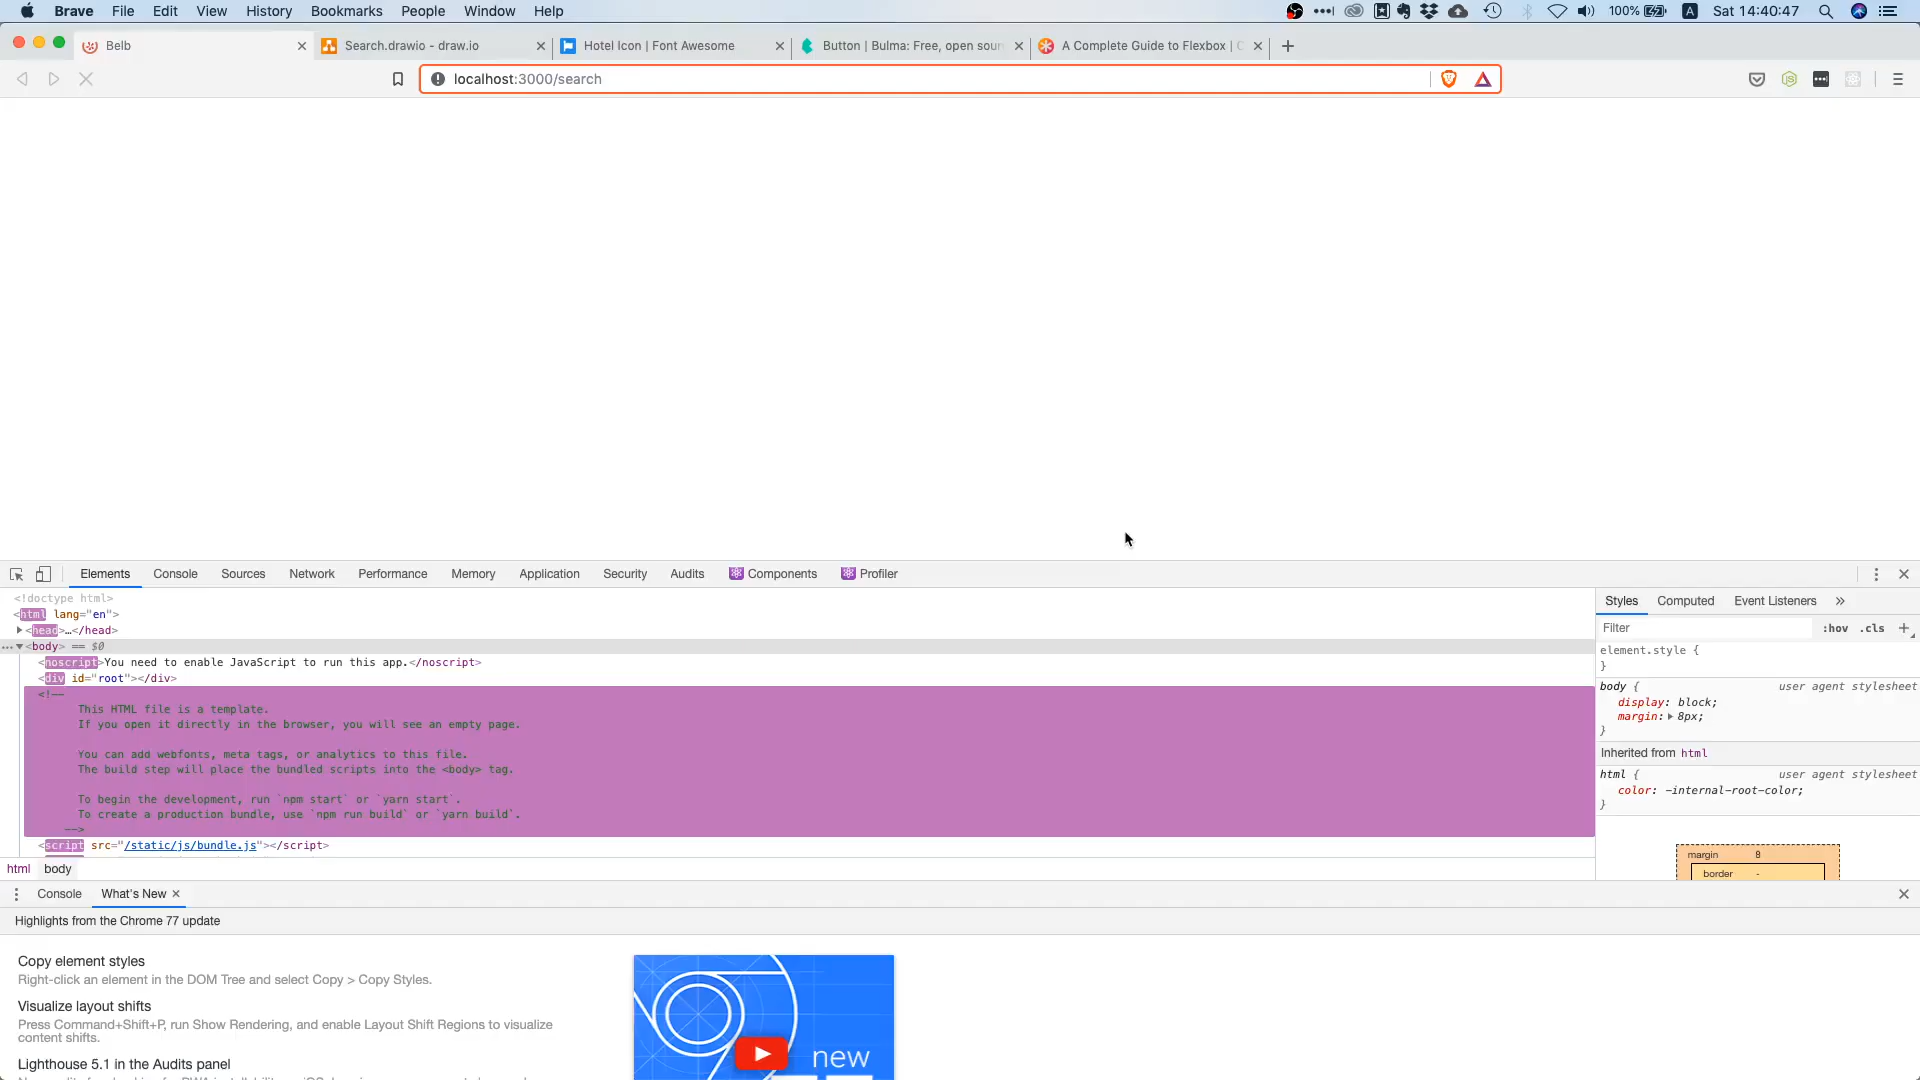 Brave File Edit View History Bookmarks People Window Help 100% Sat 14:40:47
Belb Search.drawio - draw.io Hotel Icon | Font Awesome Button | Bulma: Free, open sour A Complete Guide to Flexbox | C
localhost:3000/search
Elements Console Sources Network Performance Memory Application Security Audits Components Profiler
<!doctype html>
<html lang="en">
<head>…</head>
<body> == $0
<noscript>You need to enable JavaScript to run this app.</noscript>
<div id="root"></div>
<!--
This HTML file is a template.
If you open it directly in the browser, you will see an empty page.
You can add webfonts, meta tags, or analytics to this file.
The build step will place the bundled scripts into the <body> tag.
To begin the development, run `npm start` or `yarn start`.
To create a production bundle, use `npm run build` or `yarn build`.
-->
<script src="/static/js/bundle.js"></script>
html body
Styles Computed Event Listeners »
Filter :hov .cls +
element.style {
}
body { user agent stylesheet
display: block;
margin: 8px;
}
Inherited from html
html { user agent stylesheet
color: -internal-root-color;
}
margin 8
border -
Console What's New
Highlights from the Chrome 77 update
Copy element styles
Right-click an element in the DOM Tree and select Copy > Copy Styles.
Visualize layout shifts
Press Command+Shift+P, run Show Rendering, and enable Layout Shift Regions to visualize
content shifts.
Lighthouse 5.1 in the Audits panel
new